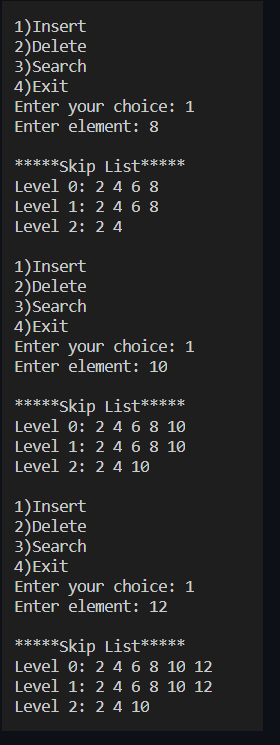 1)Insert
2)Delete
3)Search
4)Exit
Enter your choice: 1
Enter element: 8
*****Skip List*****
Level 0: 2 4 6 8
Level 1: 2 4 6 8
Level 2: 2 4
1)Insert
2)Delete
3)Search
4)Exit
Enter your choice: 1
Enter element: 10
*****Skip List*****
Level 0: 2 4 6 8 10
Level 1: 2 4 6 8 10
Level 2: 2 4 10
1)Insert
2)Delete
3)Search
4)Exit
Enter your choice: 1
Enter element: 12
*****Skip List*****
Level 0: 2 4 6 8 10 12
Level 1: 2 4 6 8 10 12
Level 2: 2 4 10